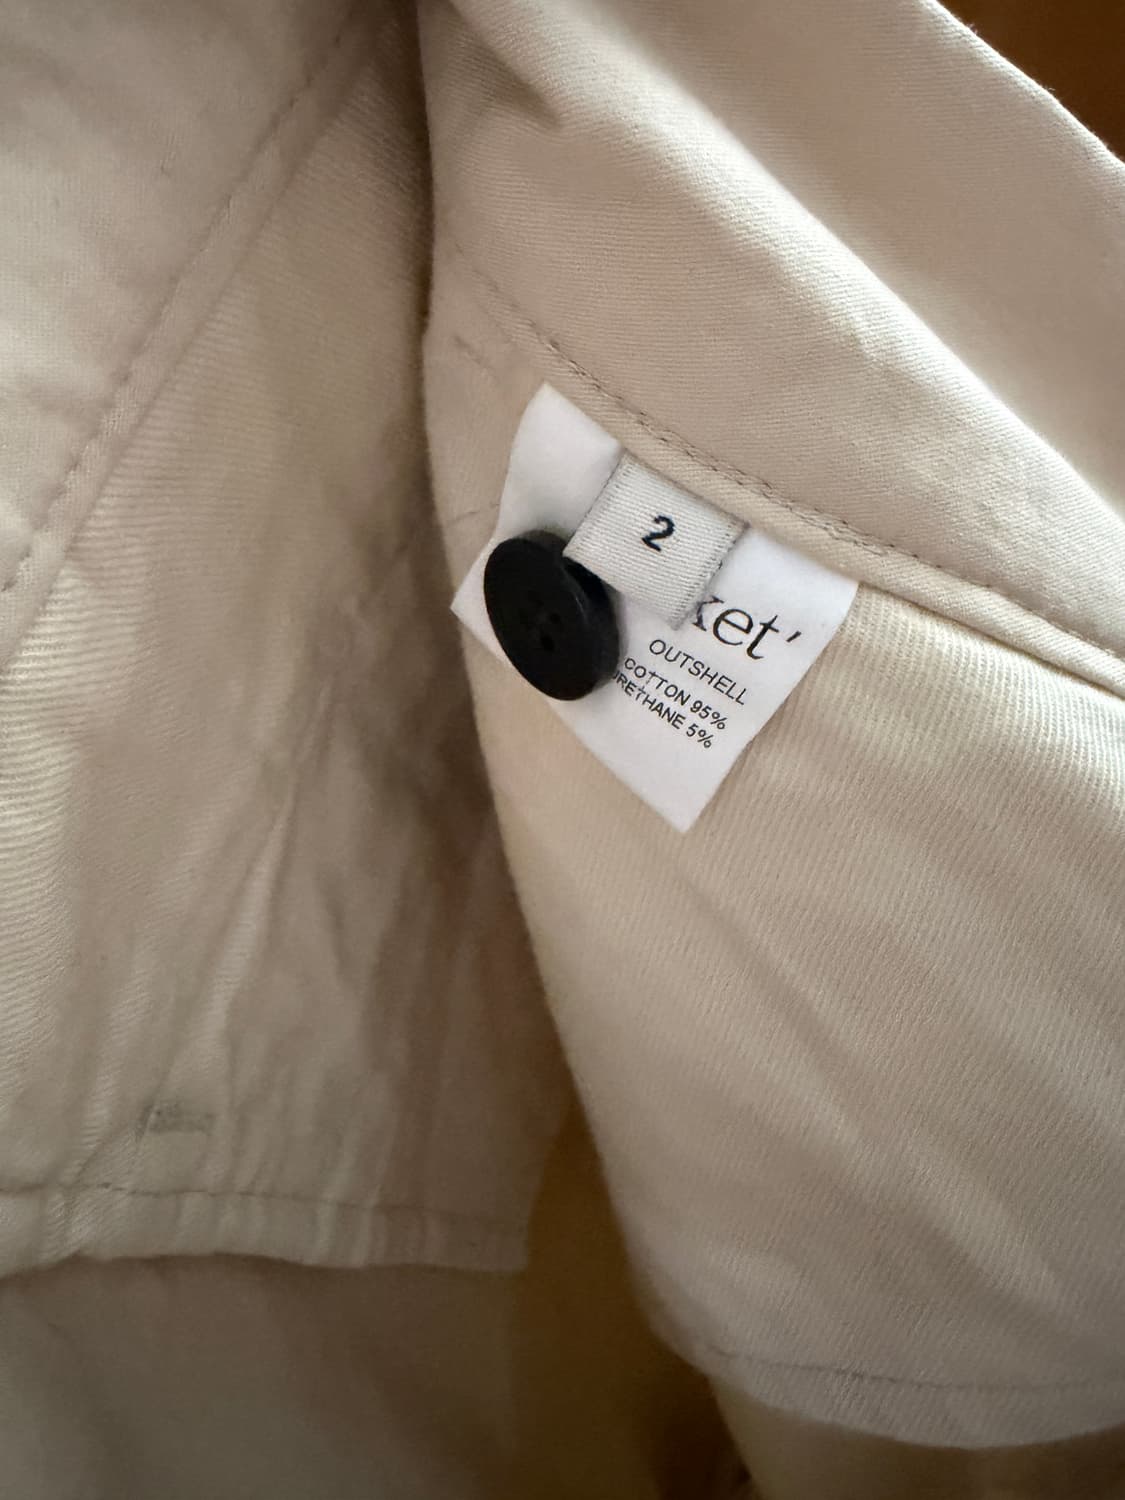 2
ket'
OUTSHELL
COTTON 95%
URETHANE 5%